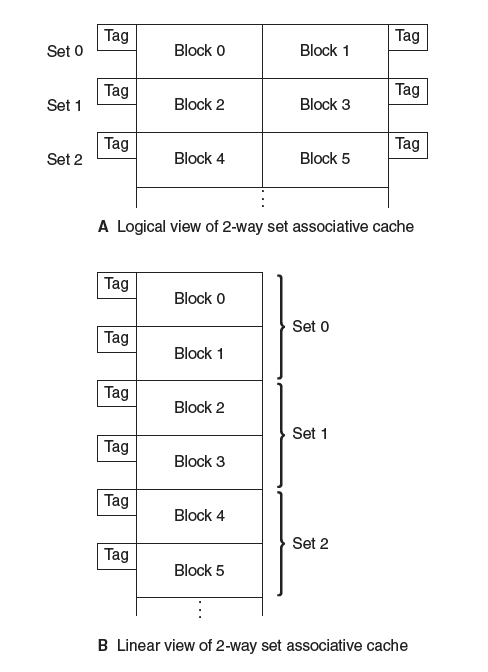 Tag Block 0 Block 1 Tag
Set 0
Tag Block 2 Block 3 Tag
Set 1
Tag Block 4 Block 5 Tag
Set 2
A Logical view of 2-way set associative cache
Tag
Block 0
Set 0
Tag
Block 1
Tag
Block 2
Set 1
Tag
Block 3
Tag
Block 4
Set 2
Tag
Block 5
B Linear view of 2-way set associative cache